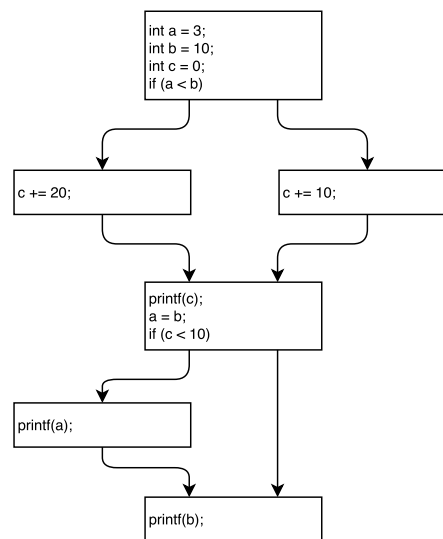 int a = 3;
int b = 10;
int c = 0;
if (a < b)
c += 20;
c += 10;
printf(c);
a = b;
if (c < 10)
printf(a);
printf(b);